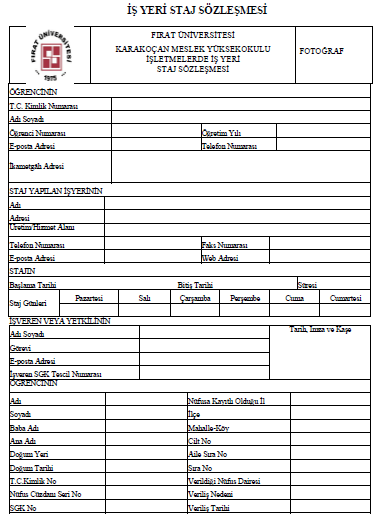 İŞ YERİ STAJ SÖZLEŞMESİ
FIRAT ÜNİVERSİTESİ
1975
FIRAT ÜNİVERSİTESİ
KARAKOÇAN MESLEK YÜKSEKOKULU
İŞLETMELERDE İŞ YERİ
STAJ SÖZLEŞMESİ
FOTOĞRAF
ÖĞRENCİNİN
T.C. Kimlik Numarası
Adı Soyadı
Öğrenci Numarası Öğretim Yılı
E-posta Adresi Telefon Numarası
İkametgâh Adresi
STAJ YAPILAN İŞYERİNİN
Adı
Adresi
Üretim/Hizmet Alanı
Telefon Numarası Faks Numarası
E-posta Adresi Web Adresi
STAJIN
Başlama Tarihi Bitiş Tarihi Süresi
Staj Günleri Pazartesi Salı Çarşamba Perşembe Cuma Cumartesi
İŞVEREN VEYA YETKİLİNİN
Adı Soyadı Tarih, İmza ve Kaşe
Görevi
E-posta Adresi
İşveren SGK Tescil Numarası
ÖĞRENCİNİN
Adı Nüfusa Kayıtlı Olduğu İl
Soyadı İlçe
Baba Adı Mahalle-Köy
Ana Adı Cilt No
Doğum Yeri Aile Sıra No
Doğum Tarihi Sıra No
T.C.Kimlik No Verildiği Nüfus Dairesi
Nüfus Cüzdanı Seri No Veriliş Nedeni
SGK No Veriliş Tarihi